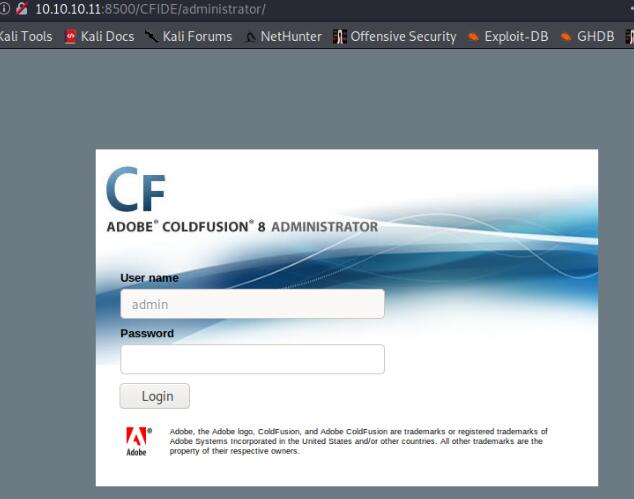 10.10.10.11:8500/CFIDE/administrator/
Kali Tools Kali Docs Kali Forums NetHunter Offensive Security Exploit-DB GHDB
CF
ADOBE® COLDFUSION® 8 ADMINISTRATOR
User name
admin
Password
Login
Adobe, the Adobe logo, ColdFusion, and Adobe ColdFusion are trademarks or registered trademarks of
Adobe Systems Incorporated in the United States and/or other countries. All other trademarks are the
property of their respective owners.
Adobe